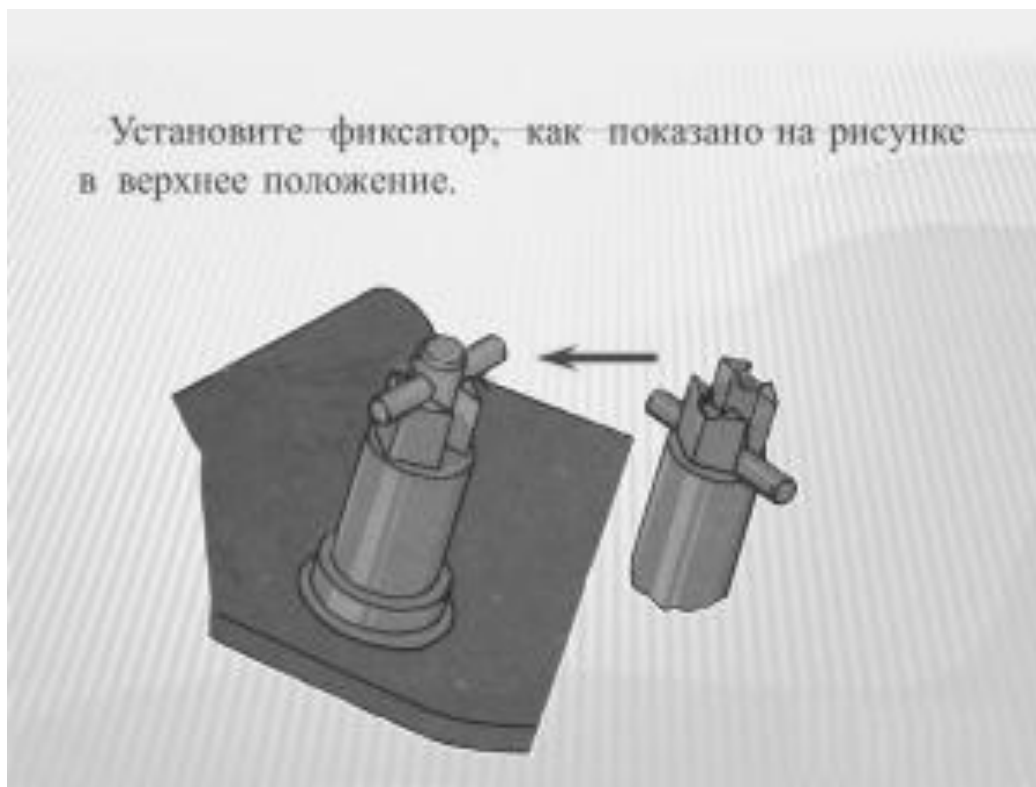 Установите фиксатор, как показано на рисунке
в верхнее положение.